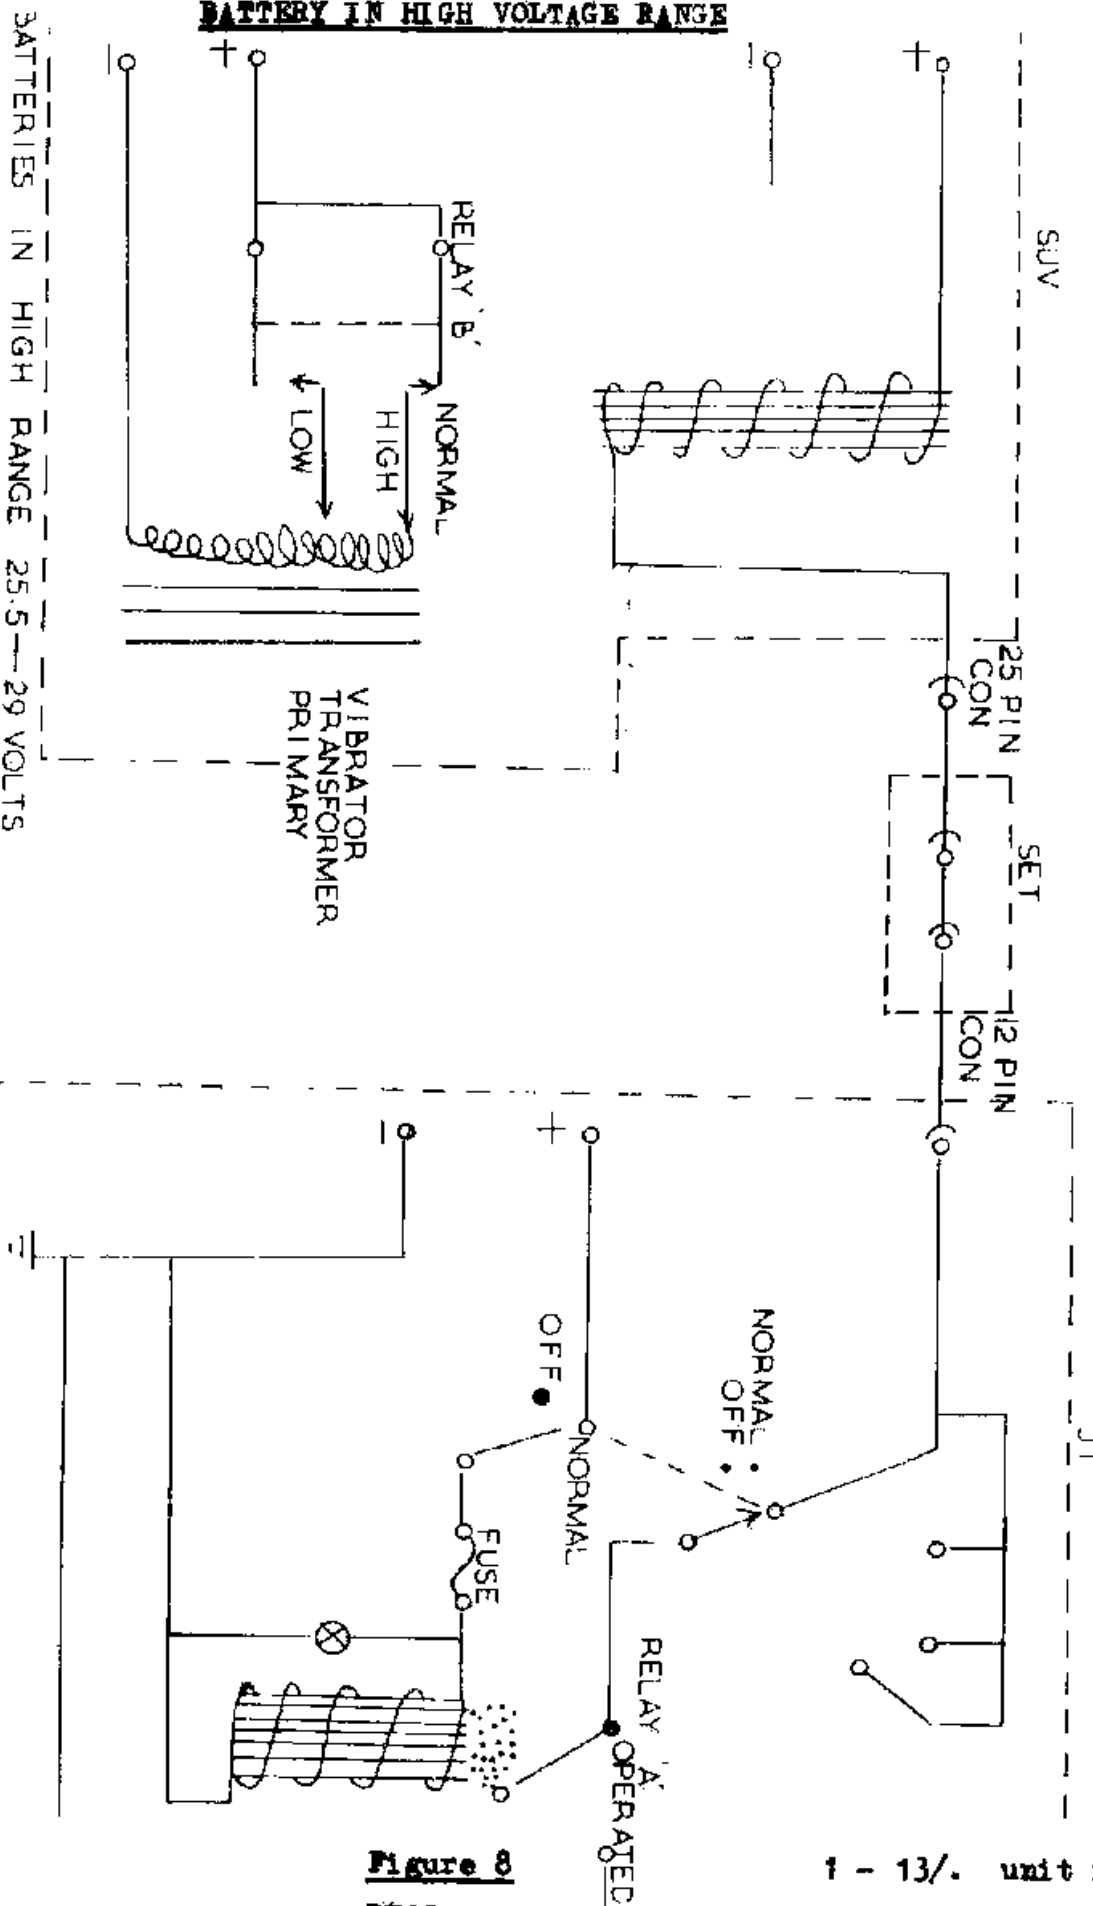 BATTERY IN HIGH VOLTAGE RANGE
BATTERIES IN HIGH RANGE 25.5—29 VOLTS
− + − +
SUV
RELAY 'B'
NORMAL
HIGH
LOW
VIBRATOR
TRANSFORMER
PRIMARY
25 PIN
CON
SET
12 PIN
CON
− +
OFF
NORMAL
NORMAL
OFF
FUSE
RELAY 'A'
OPERATED
Figure 8
1 - 13/. unit